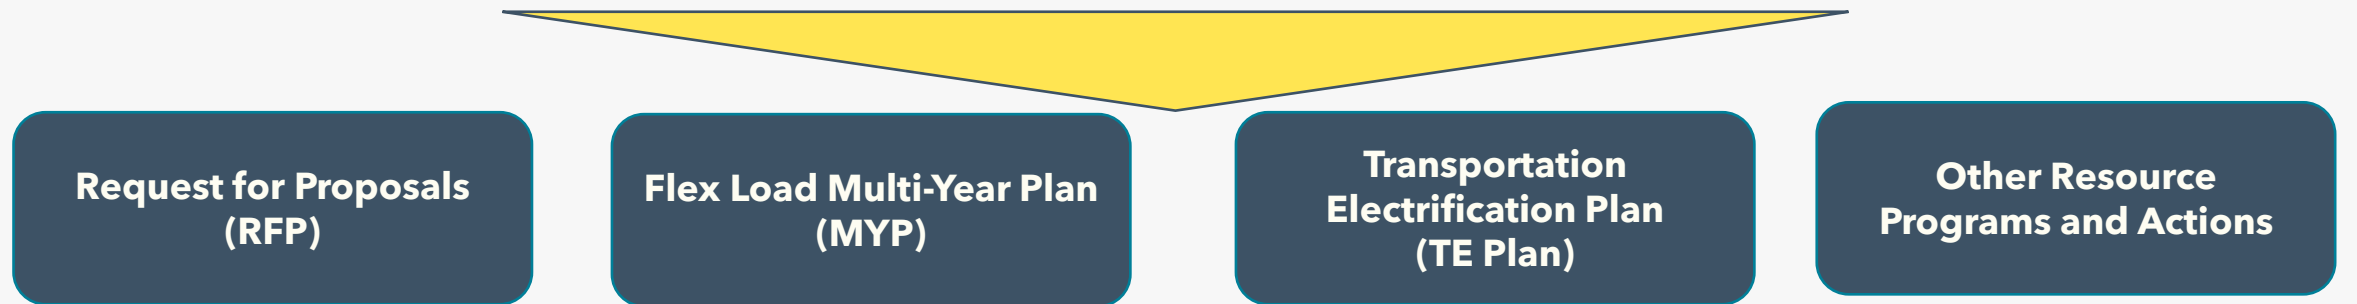 Request for Proposals
(RFP)
Flex Load Multi-Year Plan
(MYP)
Transportation
Electrification Plan
(TE Plan)
Other Resource
Programs and Actions